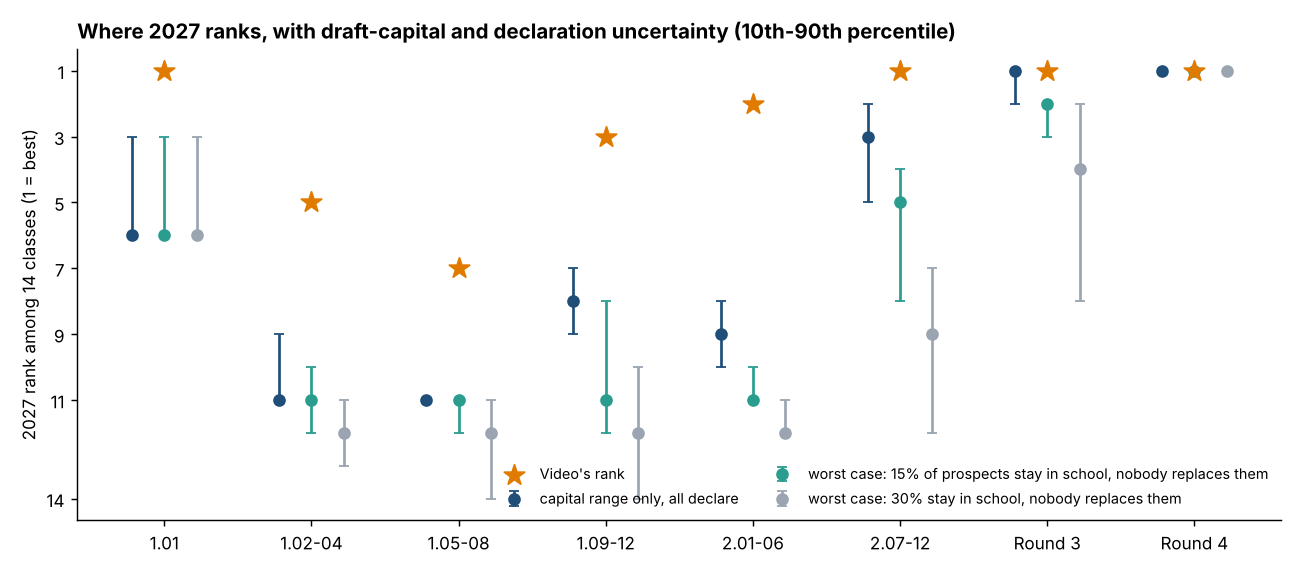 Where 2027 ranks, with draft-capital and declaration uncertainty (10th-90th percentile)
2027 rank among 14 classes (1 = best)
1
3
5
7
9
11
14
Video's rank
capital range only, all declare
worst case: 15% of prospects stay in school, nobody replaces them
worst case: 30% stay in school, nobody replaces them
1.01
1.02-04
1.05-08
1.09-12
2.01-06
2.07-12
Round 3
Round 4